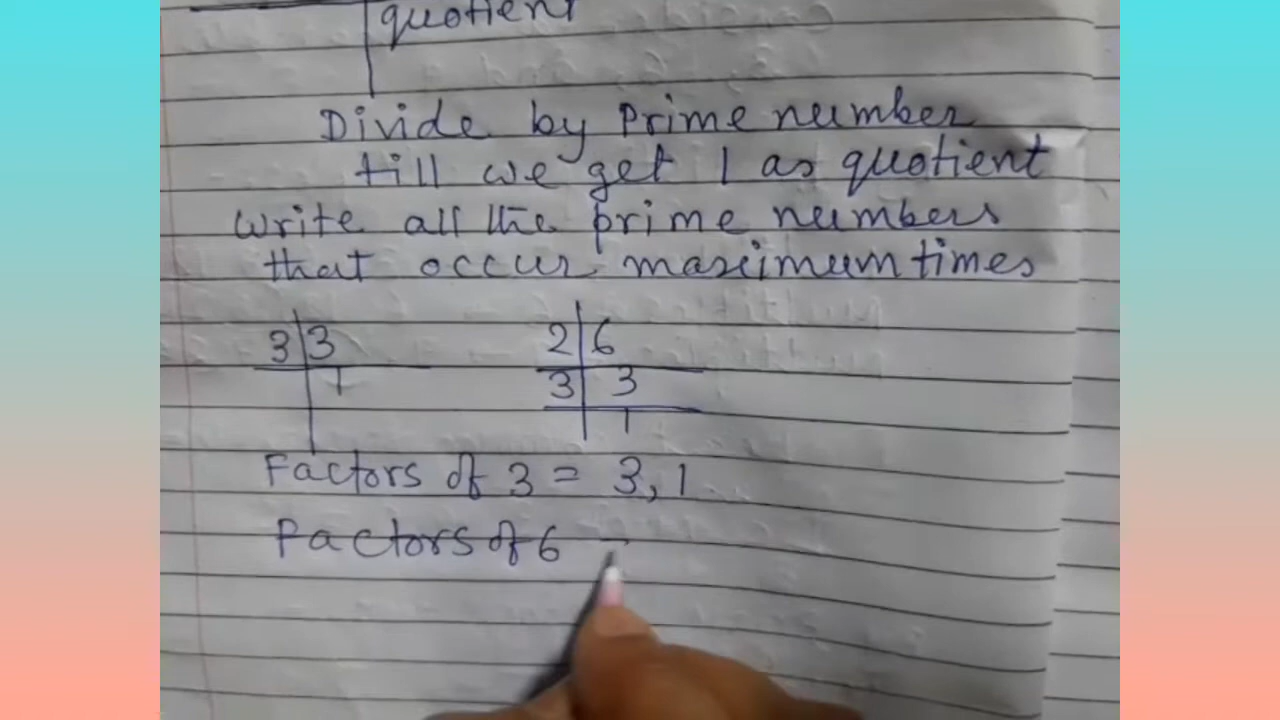 quotient
Divide by Prime number
till we get 1 as quotient
write all the prime numbers
that occur maximum times
3 3 2 6
1 3 3
1
Factors of 3 = 3, 1
Factors of 6 -